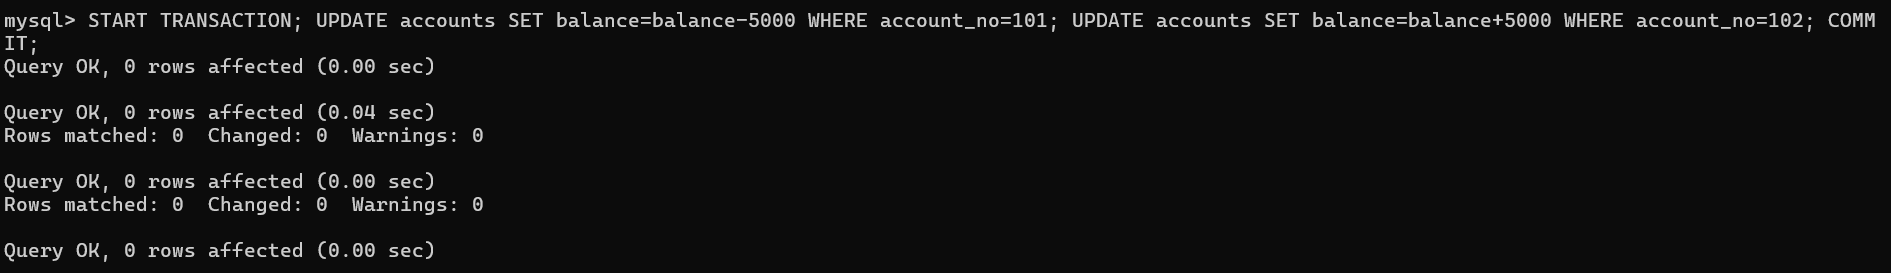 mysql> START TRANSACTION; UPDATE accounts SET balance=balance-5000 WHERE account_no=101; UPDATE accounts SET balance=balance+5000 WHERE account_no=102; COMM
IT;
Query OK, 0 rows affected (0.00 sec)

Query OK, 0 rows affected (0.04 sec)
Rows matched: 0  Changed: 0  Warnings: 0

Query OK, 0 rows affected (0.00 sec)
Rows matched: 0  Changed: 0  Warnings: 0

Query OK, 0 rows affected (0.00 sec)